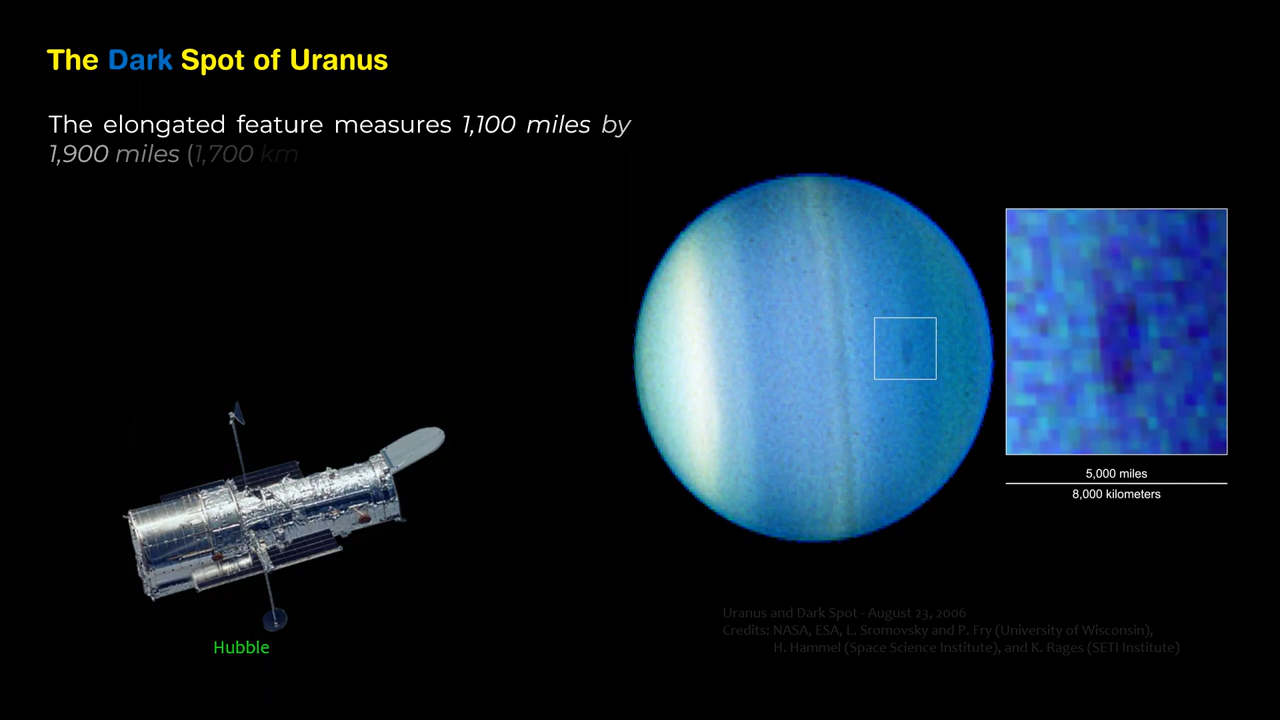 The Dark Spot of Uranus
The elongated feature measures 1,100 miles by
1,900 miles (1,700 km
5,000 miles
8,000 kilometers
Uranus and Dark Spot - August 23, 2006
Credits: NASA, ESA, L. Sromovsky and P. Fry (University of Wisconsin),
H. Hammel (Space Science Institute), and K. Rages (SETI Institute)
Hubble